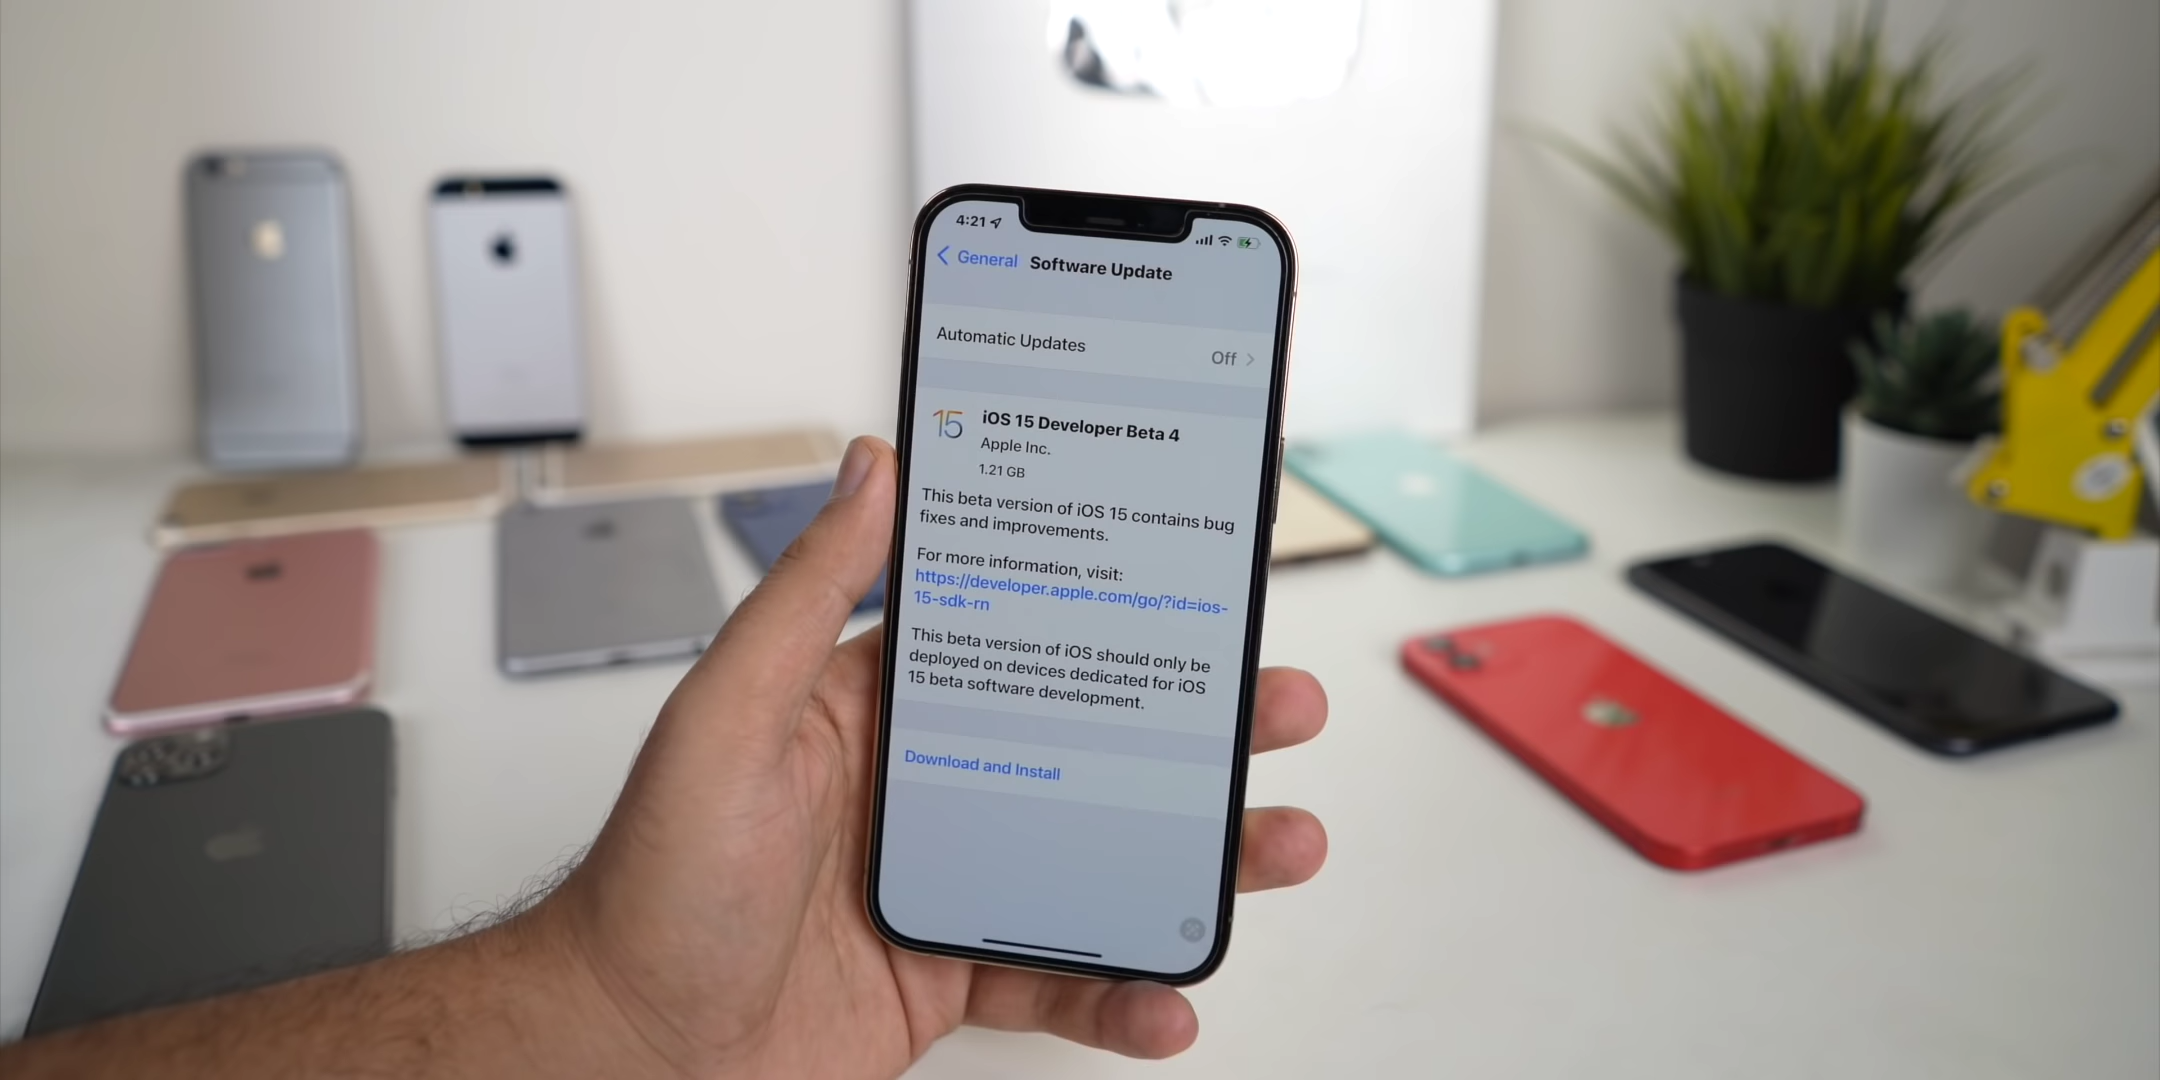 4:21
General Software Update
Automatic Updates Off
15 iOS 15 Developer Beta 4
Apple Inc.
1.21 GB
This beta version of iOS 15 contains bug
fixes and improvements.
For more information, visit:
https://developer.apple.com/go/?id=ios-
15-sdk-rn
This beta version of iOS should only be
deployed on devices dedicated for iOS
15 beta software development.
Download and Install